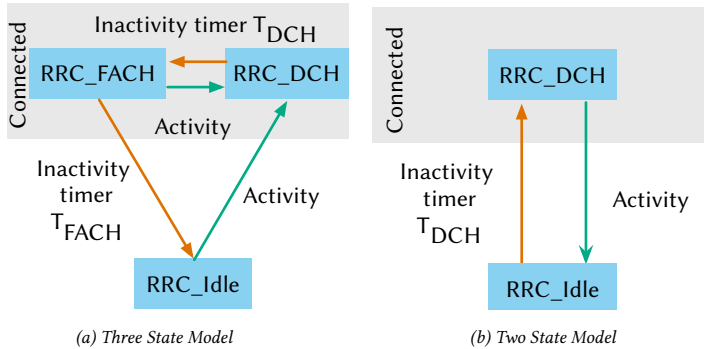 Connected
Inactivity timer T_DCH
RRC_FACH
RRC_DCH
Activity
Inactivity
timer
T_FACH
Activity
RRC_Idle
(a) Three State Model
Connected
RRC_DCH
Inactivity
timer
T_DCH
Activity
RRC_Idle
(b) Two State Model